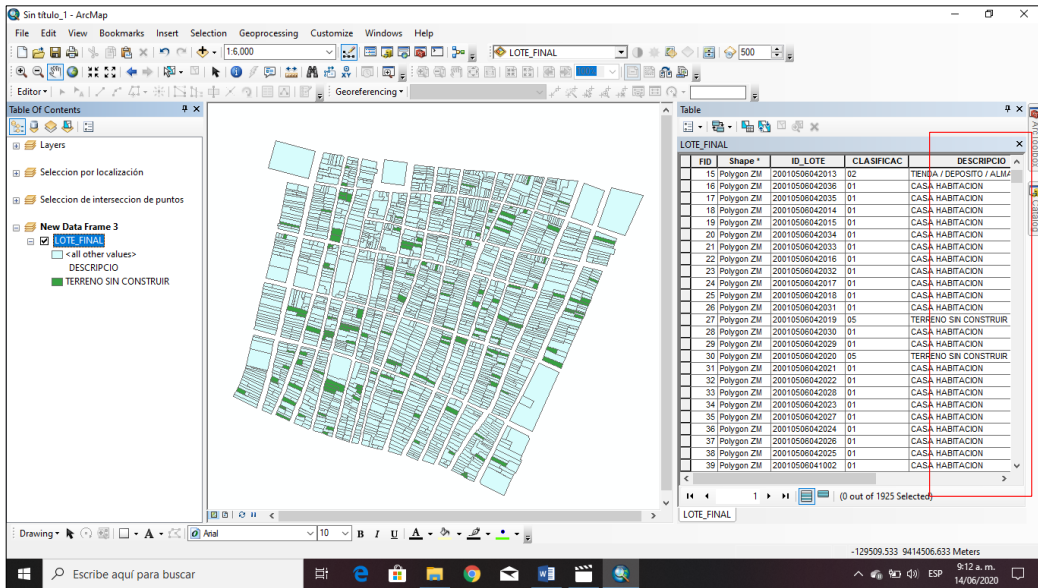 Sin título_1 - ArcMap
File Edit View Bookmarks Insert Selection Geoprocessing Customize Windows Help
1:6,000 LOTE_FINAL 500
Editor Georeferencing
Table Of Contents
Layers
Seleccion por localización
Seleccion de interseccion de puntos
New Data Frame 3
LOTE_FINAL
<all other values>
DESCRIPCIO
TERRENO SIN CONSTRUIR
Table
LOTE_FINAL
FID Shape * ID_LOTE CLASIFICAC DESCRIPCIO
15 Polygon ZM 20010506042013 02 TIENDA / DEPOSITO / ALMA
16 Polygon ZM 20010506042036 01 CASA HABITACION
17 Polygon ZM 20010506042035 01 CASA HABITACION
18 Polygon ZM 20010506042014 01 CASA HABITACION
19 Polygon ZM 20010506042015 01 CASA HABITACION
20 Polygon ZM 20010506042034 01 CASA HABITACION
21 Polygon ZM 20010506042033 01 CASA HABITACION
22 Polygon ZM 20010506042016 01 CASA HABITACION
23 Polygon ZM 20010506042032 01 CASA HABITACION
24 Polygon ZM 20010506042017 01 CASA HABITACION
25 Polygon ZM 20010506042018 01 CASA HABITACION
26 Polygon ZM 20010506042031 01 CASA HABITACION
27 Polygon ZM 20010506042019 05 TERRENO SIN CONSTRUIR
28 Polygon ZM 20010506042030 01 CASA HABITACION
29 Polygon ZM 20010506042029 01 CASA HABITACION
30 Polygon ZM 20010506042020 05 TERRENO SIN CONSTRUIR
31 Polygon ZM 20010506042021 01 CASA HABITACION
32 Polygon ZM 20010506042022 01 CASA HABITACION
33 Polygon ZM 20010506042028 01 CASA HABITACION
34 Polygon ZM 20010506042023 01 CASA HABITACION
35 Polygon ZM 20010506042027 01 CASA HABITACION
36 Polygon ZM 20010506042024 01 CASA HABITACION
37 Polygon ZM 20010506042026 01 CASA HABITACION
38 Polygon ZM 20010506042025 01 CASA HABITACION
39 Polygon ZM 20010506041002 01 CASA HABITACION
1 (0 out of 1925 Selected)
LOTE_FINAL
ArcToolbox
Catalog
Drawing A Arial 10 B I U A
-129509.533 9414506.633 Meters
Escribe aquí para buscar
ESP
9:12 a. m.
14/06/2020